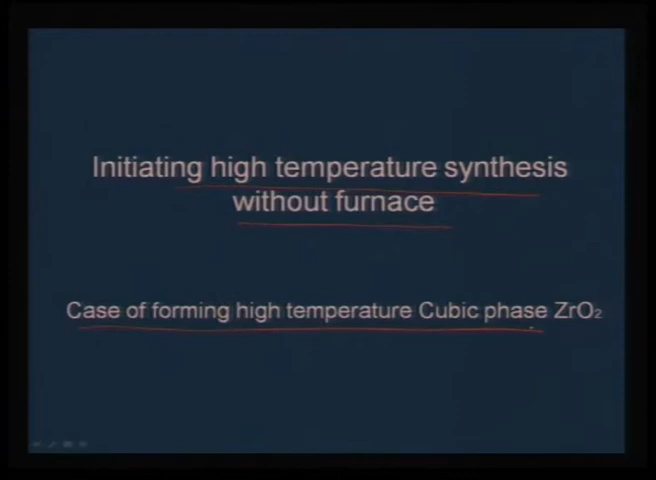 Initiating high temperature synthesis
without furnace
Case of forming high temperature Cubic phase ZrO₂